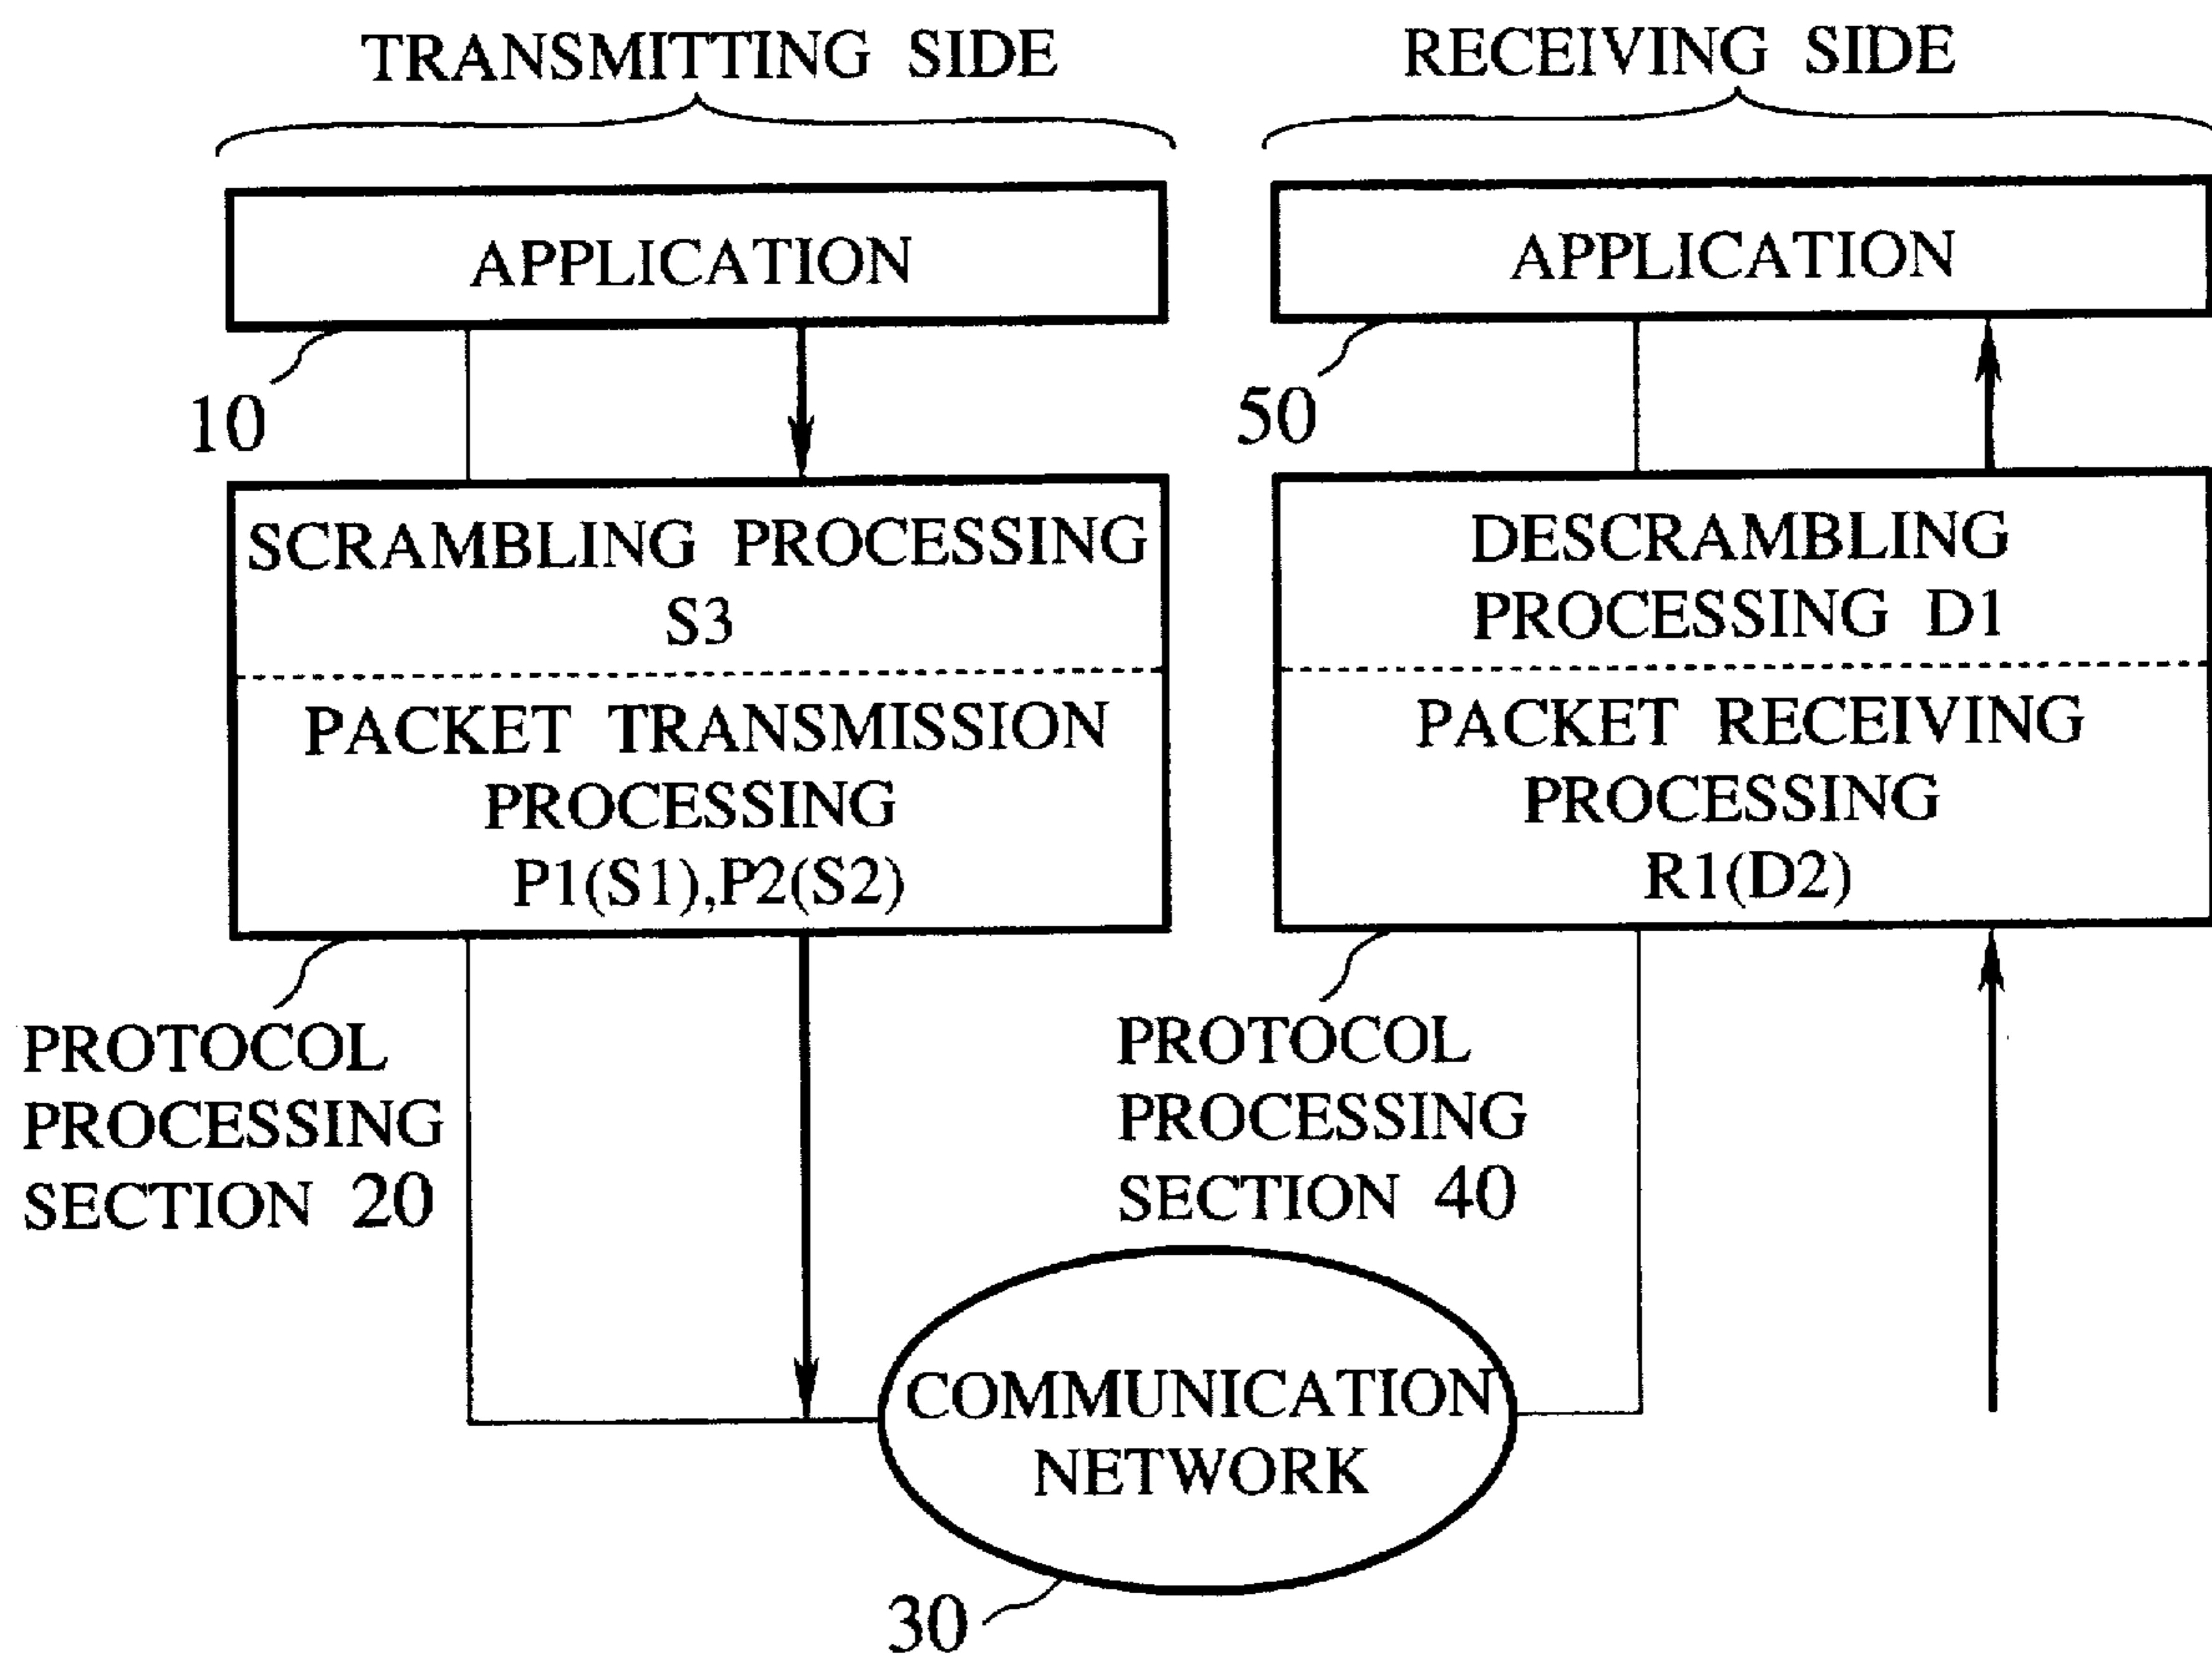 TRANSMITTING SIDE
RECEIVING SIDE
APPLICATION
APPLICATION
10
50
SCRAMBLING PROCESSING
S3
PACKET TRANSMISSION
PROCESSING
P1(S1),P2(S2)
DESCRAMBLING
PROCESSING D1
PACKET RECEIVING
PROCESSING
R1(D2)
PROTOCOL
PROCESSING
SECTION 20
PROTOCOL
PROCESSING
SECTION 40
COMMUNICATION
NETWORK
30